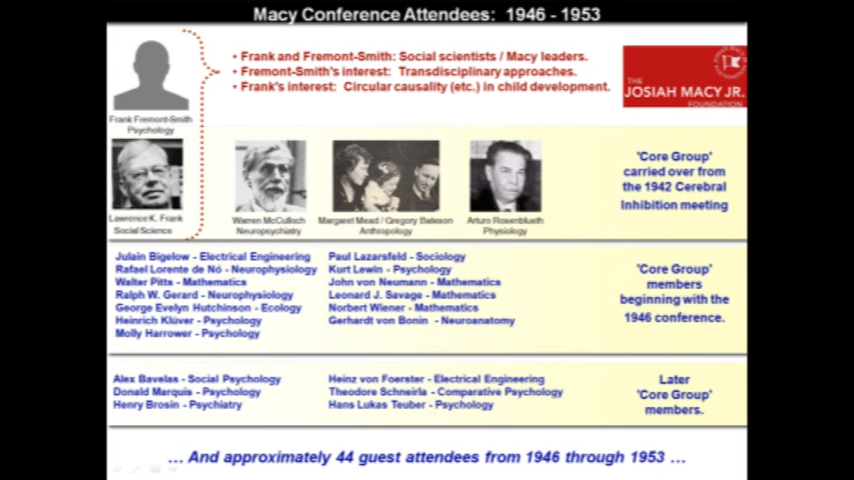 Macy Conference Attendees: 1946 - 1953
• Frank and Fremont-Smith: Social scientists / Macy leaders.
• Fremont-Smith's interest: Transdisciplinary approaches.
• Frank's interest: Circular causality (etc.) in child development.
THE
JOSIAH MACY JR.
FOUNDATION
Frank Fremont-Smith
Psychology
Lawrence K. Frank
Social Science
Warren McCulloch
Neuropsychiatry
Margaret Mead / Gregory Bateson
Anthropology
Arturo Rosenblueth
Physiology
'Core Group'
carried over from
the 1942 Cerebral
Inhibition meeting
Julain Bigelow - Electrical Engineering
Rafael Lorente de Nó - Neurophysiology
Walter Pitts - Mathematics
Ralph W. Gerard - Neurophysiology
George Evelyn Hutchinson - Ecology
Heinrich Klüver - Psychology
Molly Harrower - Psychology
Paul Lazarsfeld - Sociology
Kurt Lewin - Psychology
John von Neumann - Mathematics
Leonard J. Savage - Mathematics
Norbert Wiener - Mathematics
Gerhardt von Bonin - Neuroanatomy
'Core Group'
members
beginning with the
1946 conference.
Alex Bavelas - Social Psychology
Donald Marquis - Psychology
Henry Brosin - Psychiatry
Heinz von Foerster - Electrical Engineering
Theodore Schneirla - Comparative Psychology
Hans Lukas Teuber - Psychology
Later
'Core Group'
members.
... And approximately 44 guest attendees from 1946 through 1953 ...